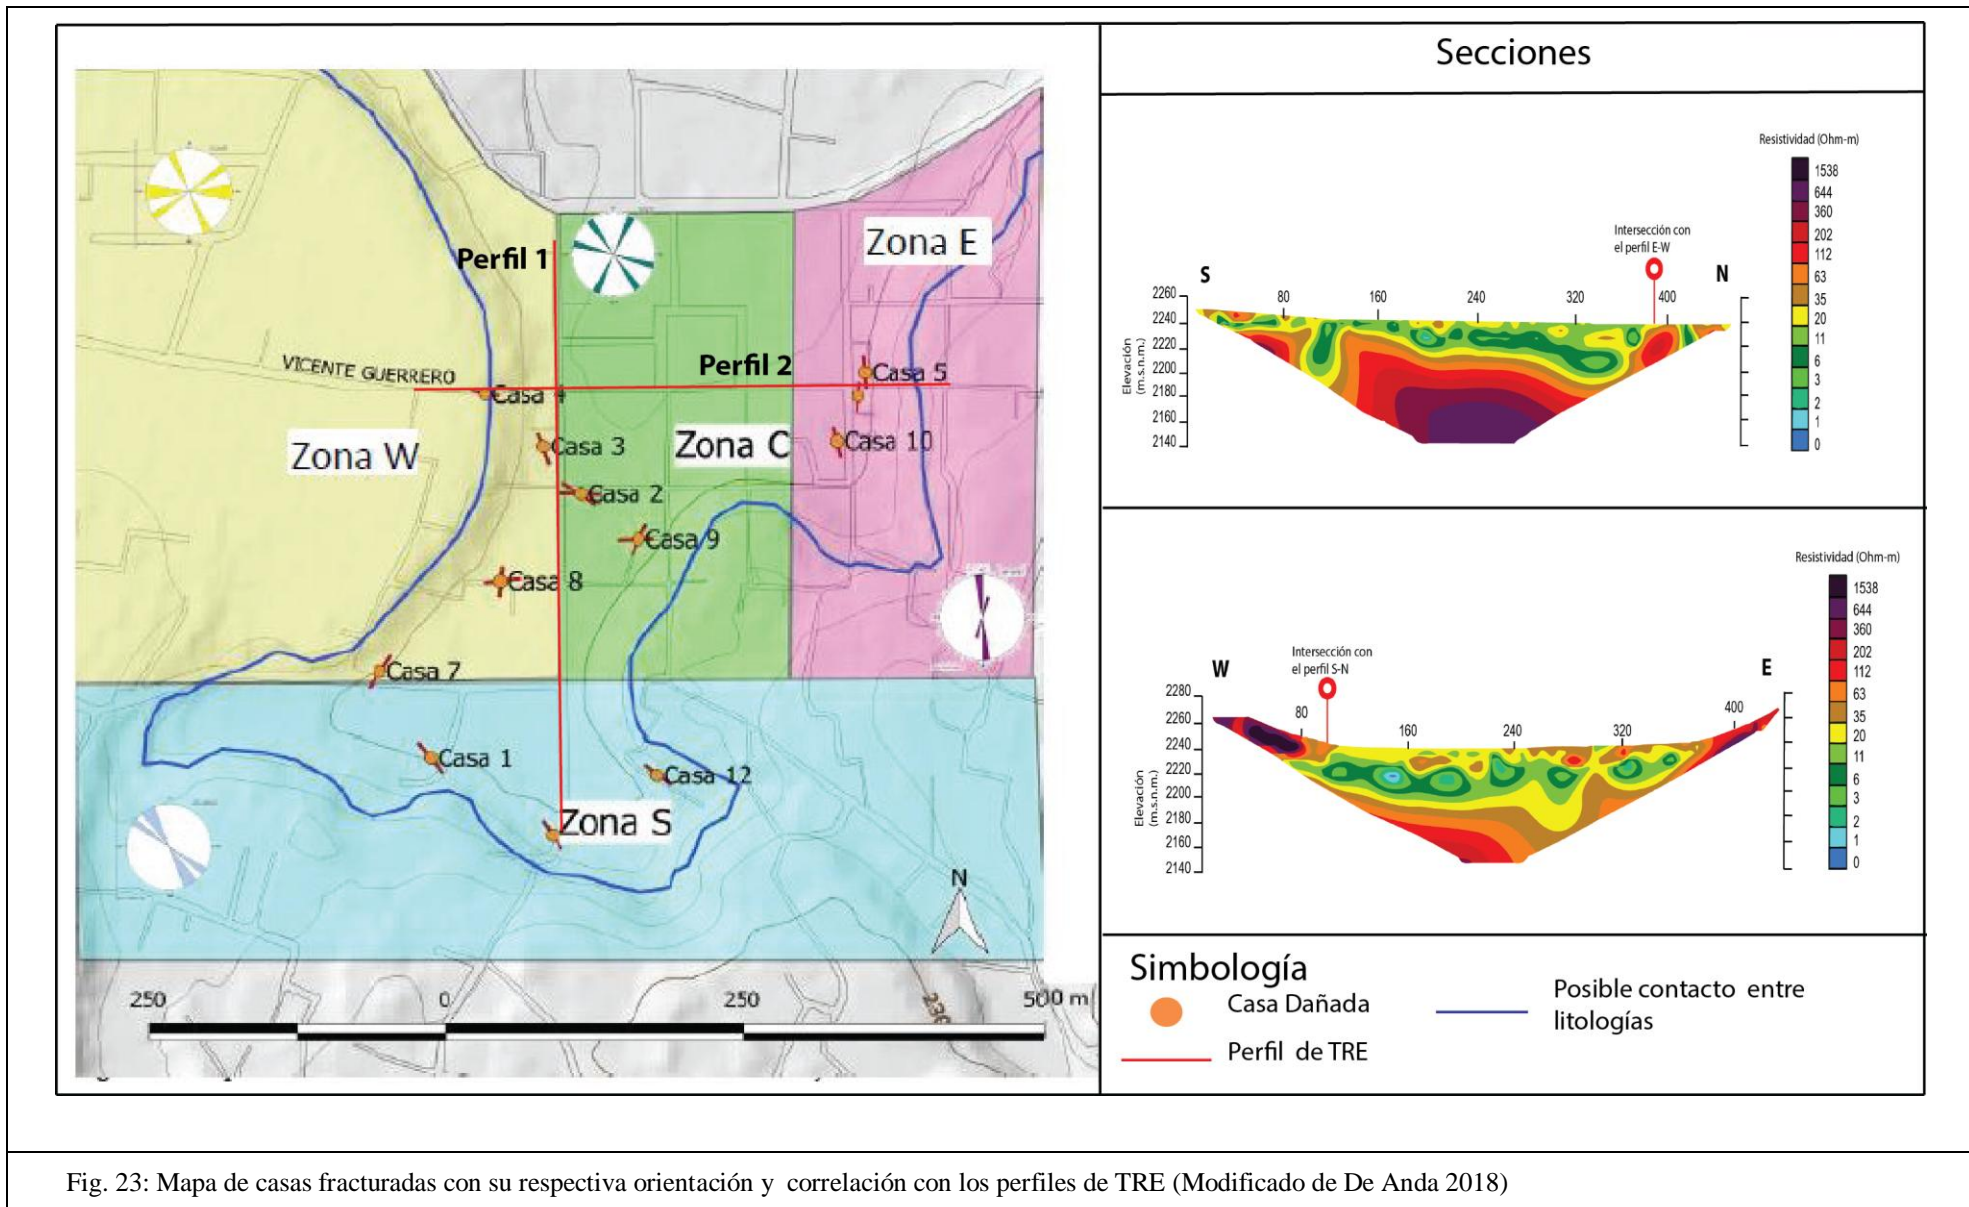 Secciones
Zona E
Perfil 1
VICENTE GUERRERO
Perfil 2
Casa 5
Casa 4
Casa 3
Zona C
Casa 10
Zona W
Casa 2
Casa 9
Casa 8
Casa 7
Casa 1
Casa 12
Zona S
N
250
0
250
500 m
Resistividad (Ohm-m)
1538
644
360
202
112
63
35
20
11
6
3
2
1
0
Intersección con
el perfil E-W
S
N
80
160
240
320
400
Elevación
(m.s.n.m.)
2260
2240
2220
2200
2180
2160
2140
Resistividad (Ohm-m)
1538
644
360
202
112
63
35
20
11
6
3
2
1
0
Intersección con
el perfil S-N
W
E
80
160
240
320
400
Elevación
(m.s.n.m.)
2280
2260
2240
2220
2200
2180
2160
2140
Simbología
Casa Dañada
Perfil de TRE
Posible contacto entre
litologías
Fig. 23: Mapa de casas fracturadas con su respectiva orientación y correlación con los perfiles de TRE (Modificado de De Anda 2018)